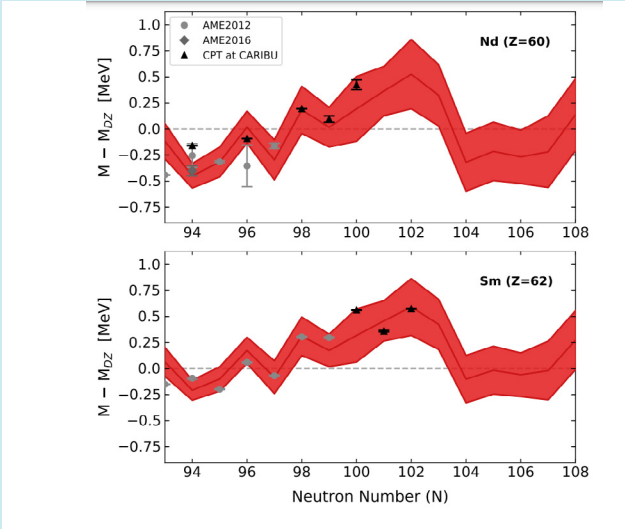 AME2012
AME2016
CPT at CARIBU
Nd (Z=60)
M − M_DZ [MeV]
1.0
0.75
0.5
0.25
0.0
−0.25
−0.5
−0.75
94 96 98 100 102 104 106 108
Sm (Z=62)
M − M_DZ [MeV]
1.0
0.75
0.5
0.25
0.0
−0.25
−0.5
−0.75
94 96 98 100 102 104 106 108
Neutron Number (N)